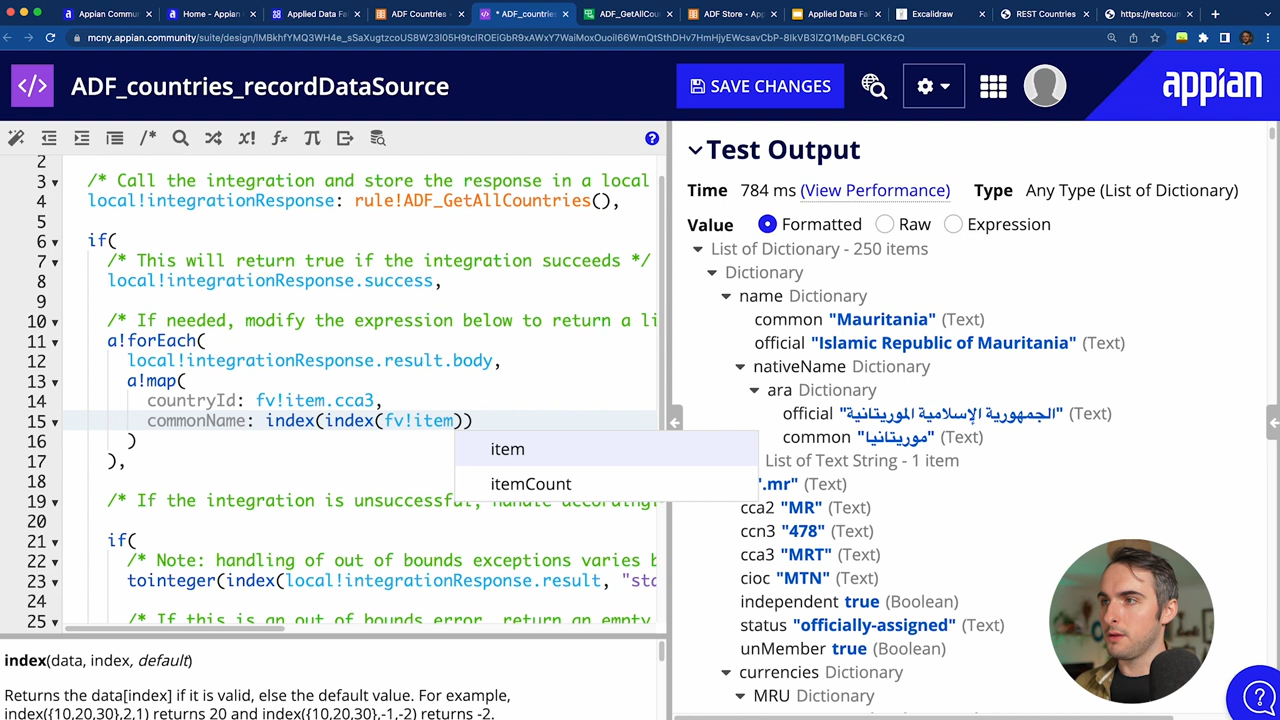 Appian Commu
Home - Appian
Applied Data Fa
ADF Countries
* ADF_countrie
ADF_GetAllCou
ADF Store • Ap
Applied Data Fa
Excalidraw
REST Countries
https://restcou
mcny.appian.community/suite/design/
ADF_countries_recordDataSource
SAVE CHANGES
appian
2
3 /* Call the integration and store the response in a local
4 local!integrationResponse: rule!ADF_GetAllCountries(),
5
6 if(
7 /* This will return true if the integration succeeds */
8 local!integrationResponse.success,
9
10 /* If needed, modify the expression below to return a li
11 a!forEach(
12 local!integrationResponse.result.body,
13 a!map(
14 countryId: fv!item.cca3,
15 commonName: index(index(fv!item))
16 )
17 ),
18
19 /* If the integration is unsuccessful, handle accordingl
20
21 if(
22 /* Note: handling of out of bounds exceptions varies b
23 tointeger(index(local!integrationResponse.result, "sta
24
25 /* If this is an out of bounds error, return an empty
item
itemCount
index(data, index, default)
Returns the data[index] if it is valid, else the default value. For example,
index({10,20,30},2,1) returns 20 and index({10,20,30},-1,-2) returns -2.
Test Output
Time 784 ms (View Performance) Type Any Type (List of Dictionary)
Value Formatted Raw Expression
List of Dictionary - 250 items
Dictionary
name Dictionary
common "Mauritania" (Text)
official "Islamic Republic of Mauritania" (Text)
nativeName Dictionary
ara Dictionary
official "الجمهورية الإسلامية الموريتانية" (Text)
common "موريتانيا" (Text)
List of Text String - 1 item
".mr" (Text)
cca2 "MR" (Text)
ccn3 "478" (Text)
cca3 "MRT" (Text)
cioc "MTN" (Text)
independent true (Boolean)
status "officially-assigned" (Text)
unMember true (Boolean)
currencies Dictionary
MRU Dictionary